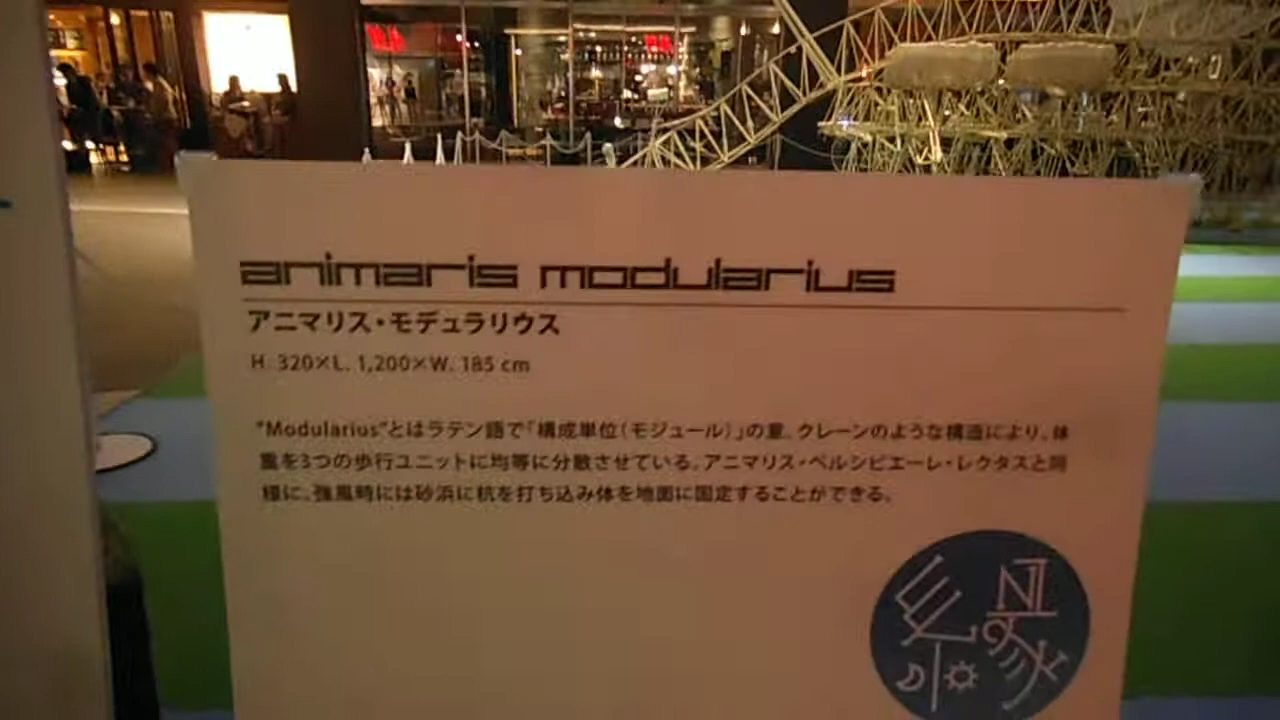 animaris modularius
アニマリス・モデュラリウス
H. 320×L. 1,200×W. 185 cm
"Modularius"とはラテン語で「構成単位（モジュール）」の意。クレーンのような構造により、体
重を3つの歩行ユニットに均等に分散させている。アニマリス・ペルシピエーレ・レクタスと同
様に、強風時には砂浜に杭を打ち込み体を地面に固定することができる。